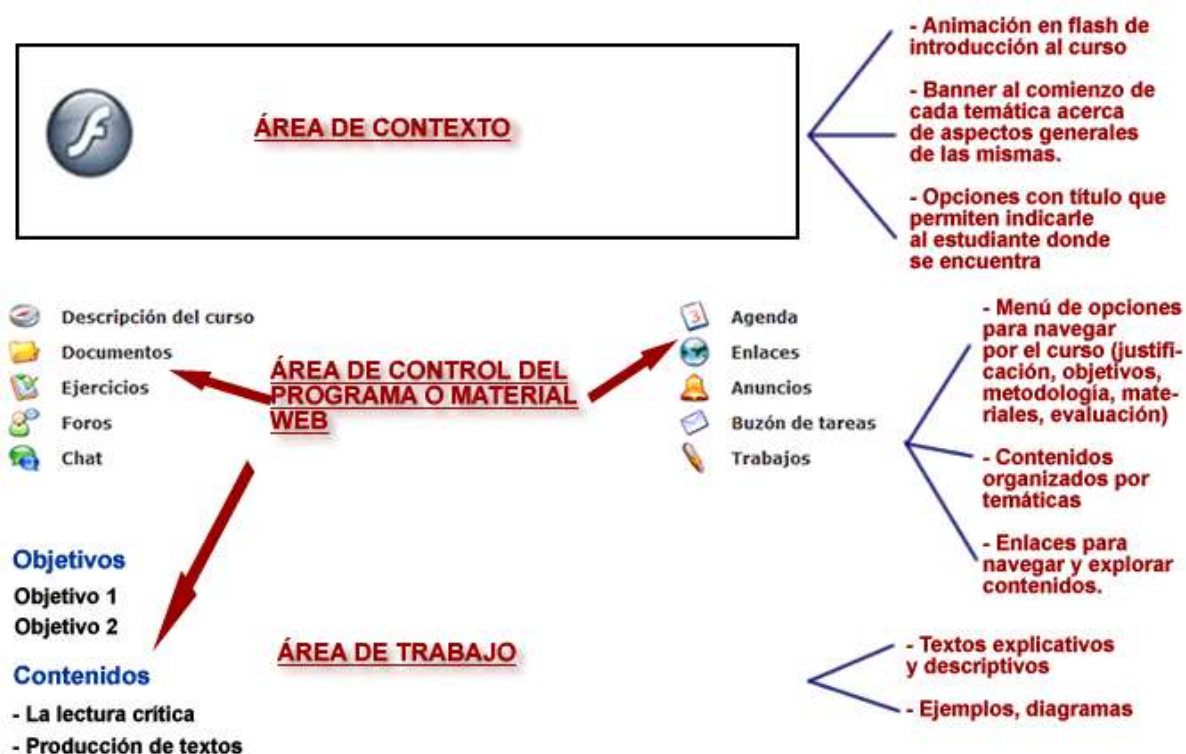 ÁREA DE CONTEXTO
- Animación en flash de
introducción al curso
- Banner al comienzo de
cada temática acerca
de aspectos generales
de las mismas.
- Opciones con título que
permiten indicarle
al estudiante donde
se encuentra
Descripción del curso
Documentos
Ejercicios
Foros
Chat
ÁREA DE CONTROL DEL
PROGRAMA O MATERIAL
WEB
3
Agenda
Enlaces
Anuncios
Buzón de tareas
Trabajos
- Menú de opciones
para navegar
por el curso (justifi-
cación, objetivos,
metodología, mate-
riales, evaluación)
- Contenidos
organizados por
temáticas
- Enlaces para
navegar y explorar
contenidos.
Objetivos
Objetivo 1
Objetivo 2
Contenidos
- La lectura crítica
- Producción de textos
ÁREA DE TRABAJO
- Textos explicativos
y descriptivos
- Ejemplos, diagramas